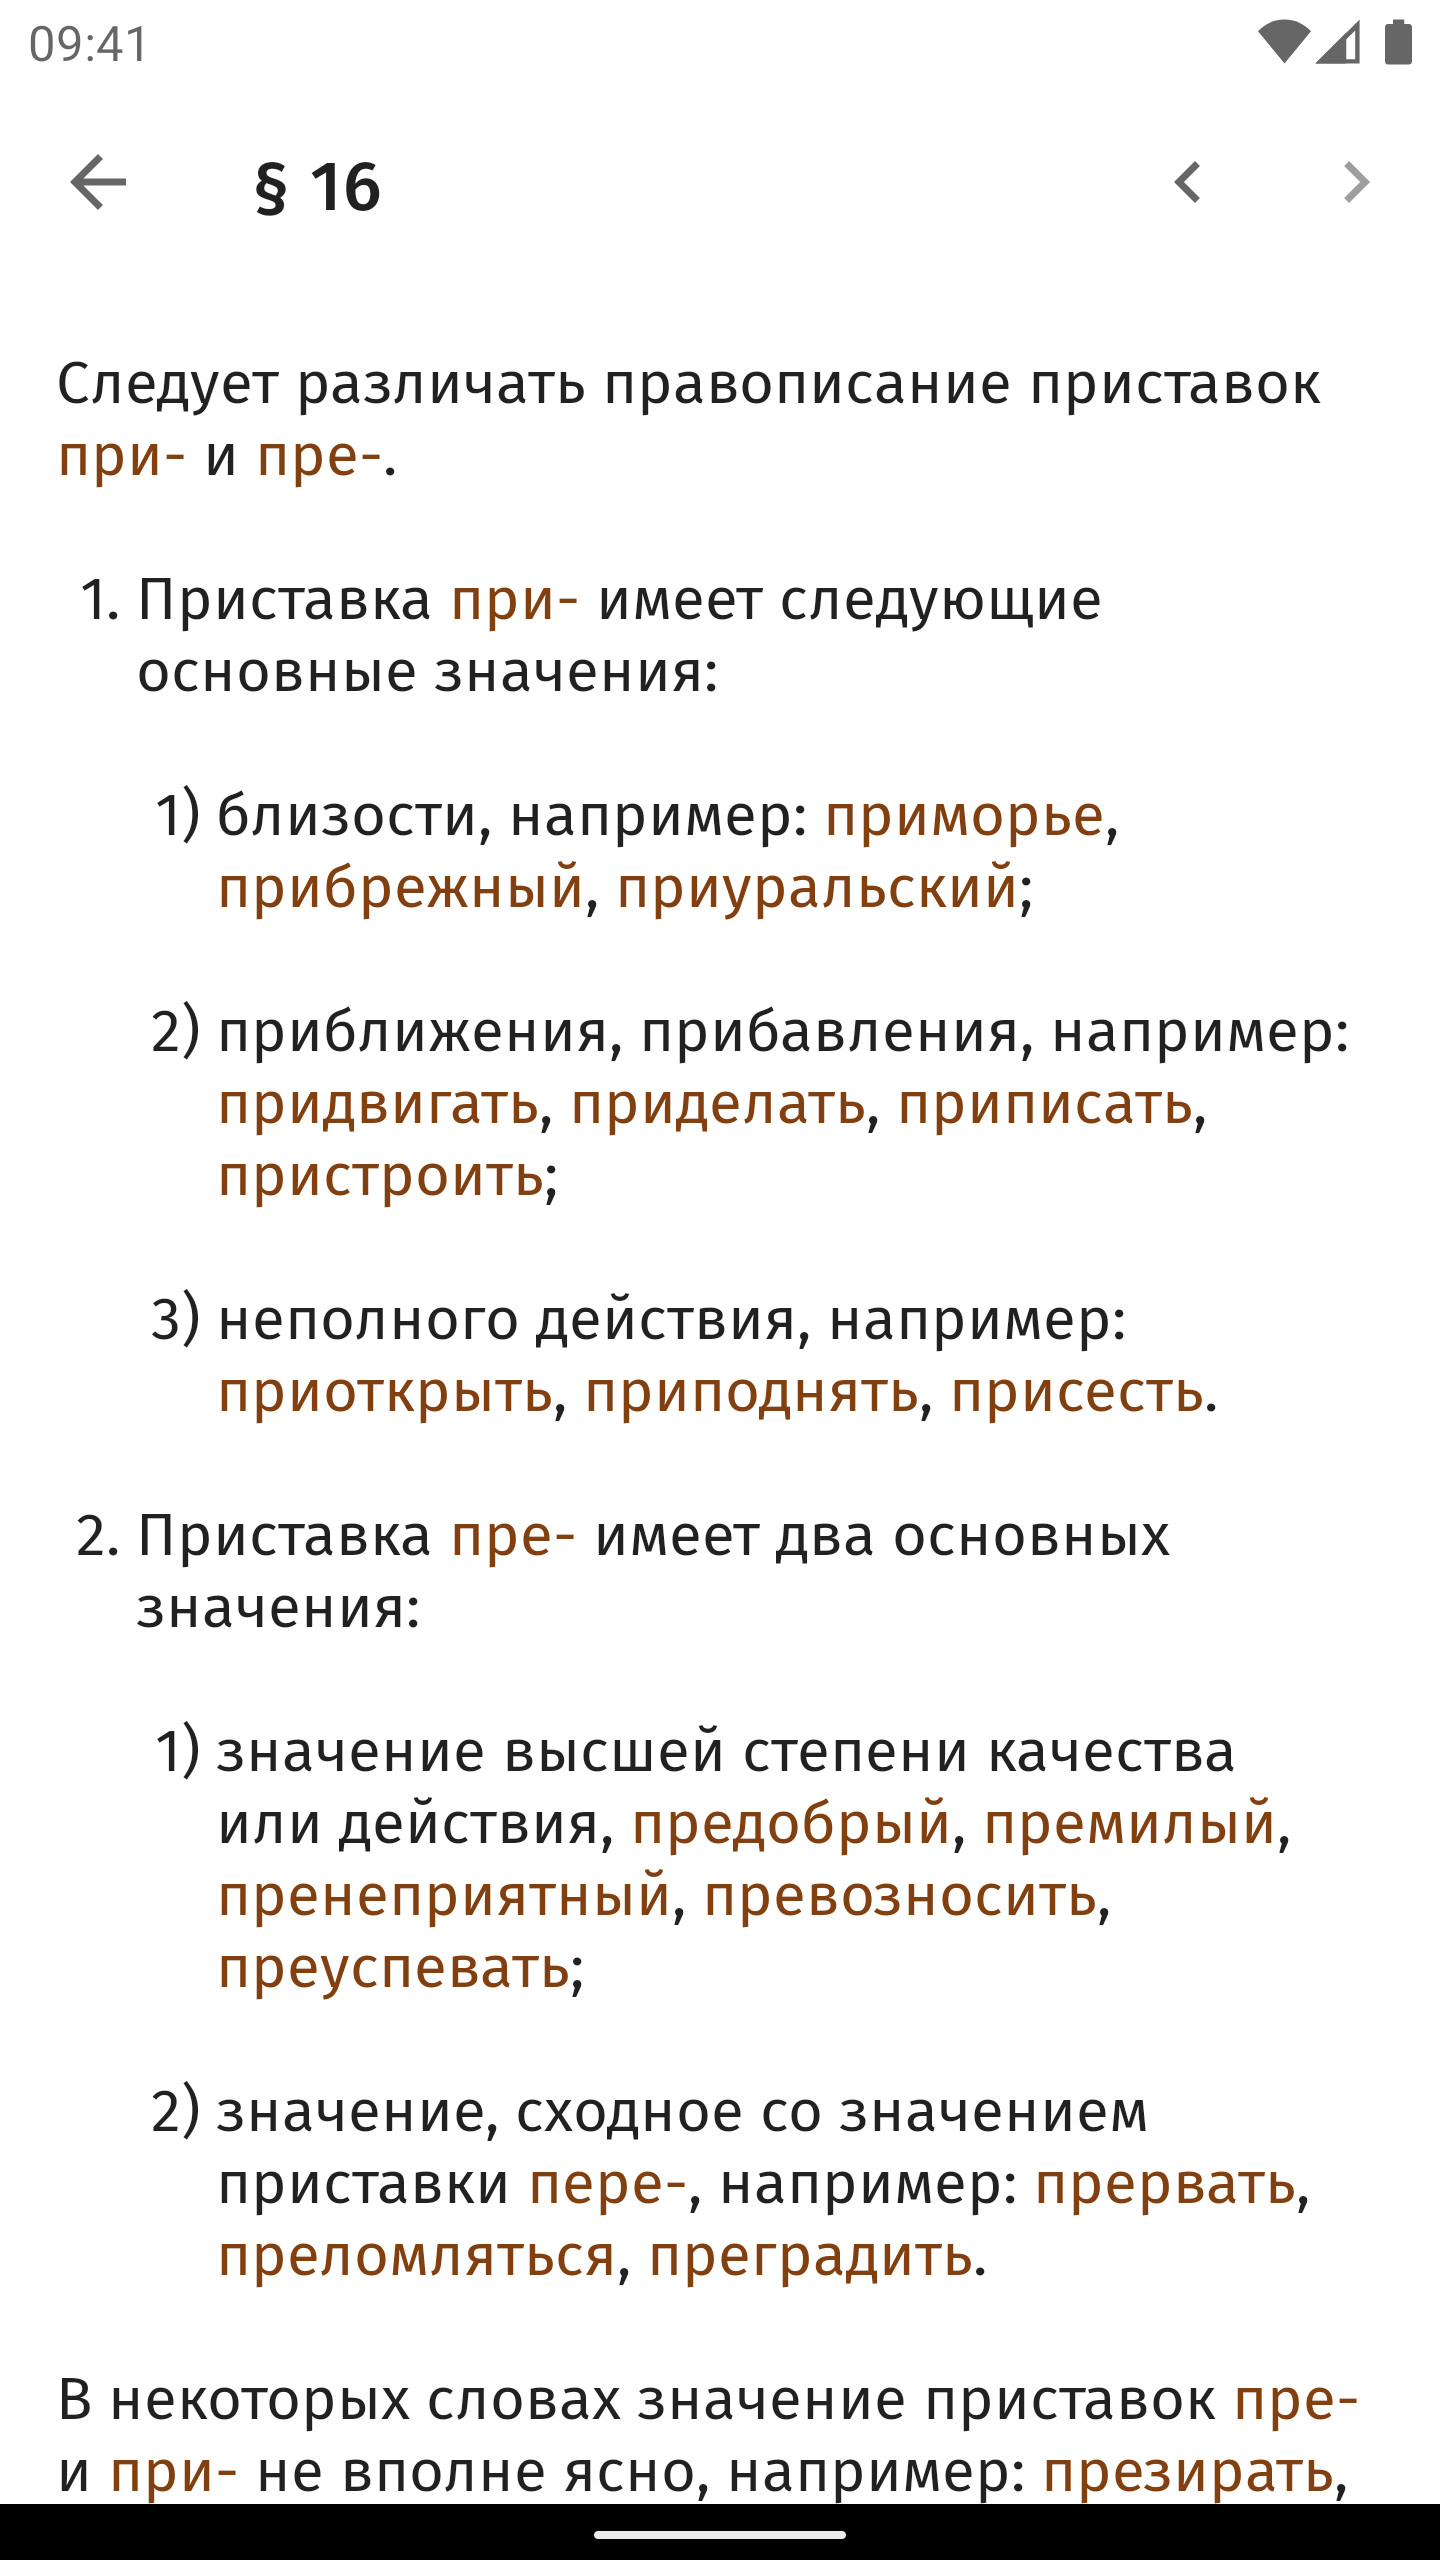 09:41
§ 16
Следует различать правописание приставок
при- и пре-.
1. Приставка при- имеет следующие
основные значения:
1) близости, например: приморье,
прибрежный, приуральский;
2) приближения, прибавления, например:
придвигать, приделать, приписать,
пристроить;
3) неполного действия, например:
приоткрыть, приподнять, присесть.
2. Приставка пре- имеет два основных
значения:
1) значение высшей степени качества
или действия, предобрый, премилый,
пренеприятный, превозносить,
преуспевать;
2) значение, сходное со значением
приставки пере-, например: прервать,
преломляться, преградить.
В некоторых словах значение приставок пре-
и при- не вполне ясно, например: презирать,